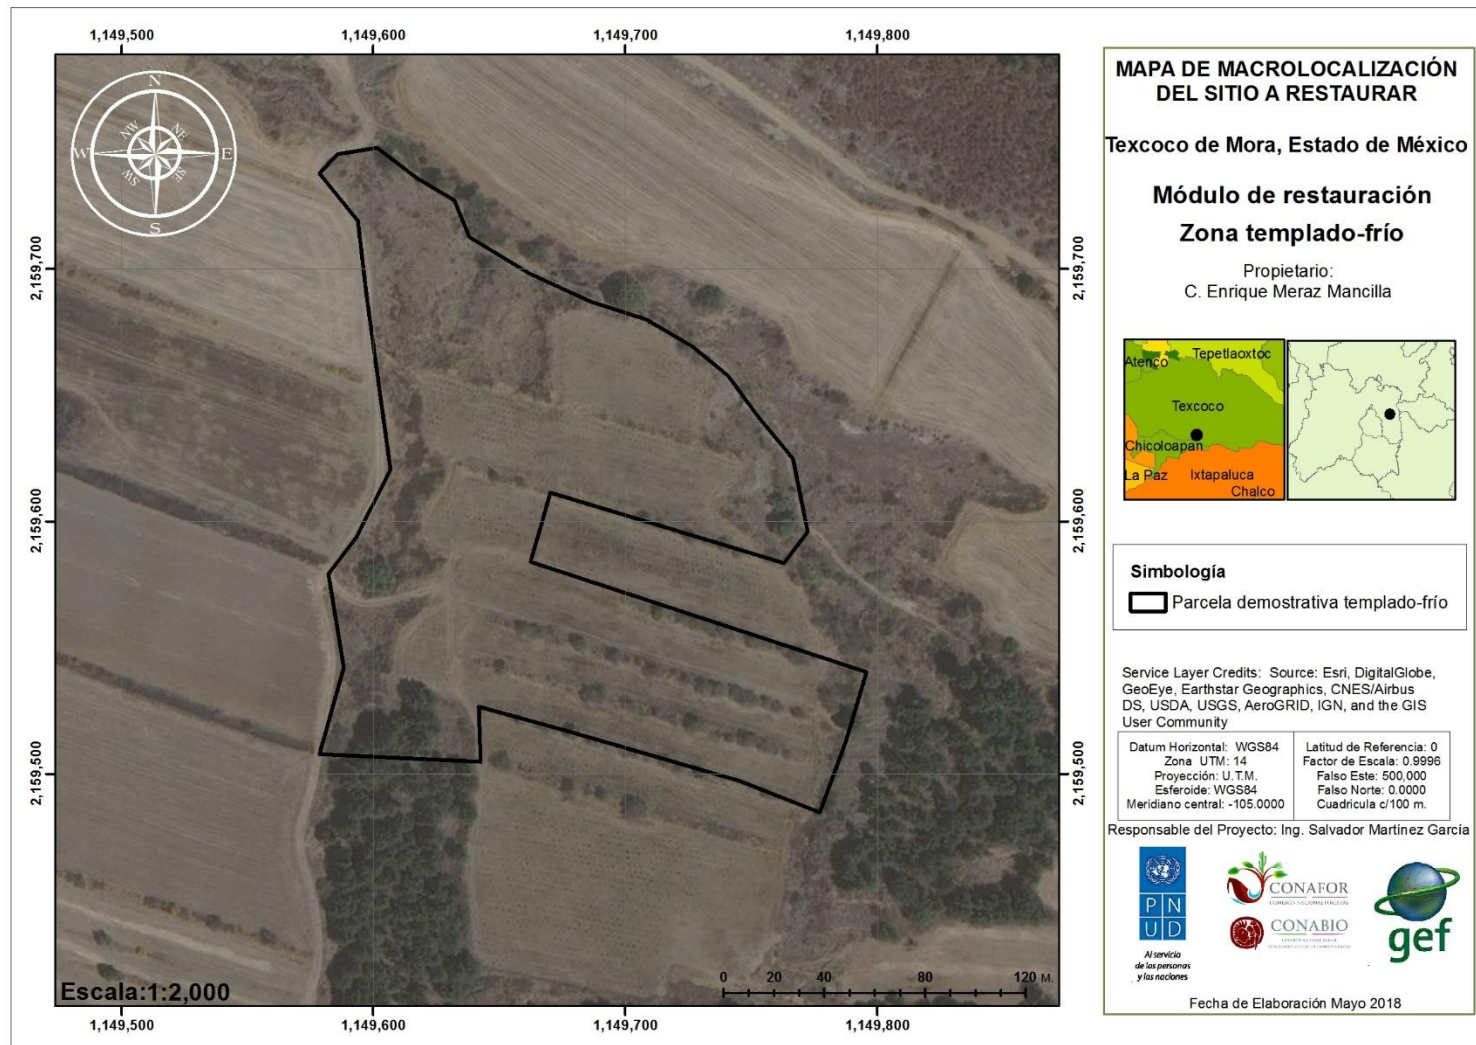 1,149,500
1,149,600
1,149,700
1,149,800
N
NE
E
SE
S
SW
W
NW
2,159,700
2,159,600
2,159,500
2,159,700
2,159,600
2,159,500
Escala:1:2,000
0 20 40 80 120 M.
1,149,500
1,149,600
1,149,700
1,149,800
MAPA DE MACROLOCALIZACIÓN
DEL SITIO A RESTAURAR
Texcoco de Mora, Estado de México
Módulo de restauración
Zona templado-frío
Propietario:
C. Enrique Meraz Mancilla
Atenco
Tepetlaoxtoc
Texcoco
Chicoloapan
La Paz
Ixtapaluca
Chalco
Simbología
Parcela demostrativa templado-frío
Service Layer Credits: Source: Esri, DigitalGlobe,
GeoEye, Earthstar Geographics, CNES/Airbus
DS, USDA, USGS, AeroGRID, IGN, and the GIS
User Community
Datum Horizontal: WGS84
Zona UTM: 14
Proyección: U.T.M.
Esferoide: WGS84
Meridiano central: -105.0000
Latitud de Referencia: 0
Factor de Escala: 0.9996
Falso Este: 500,000
Falso Norte: 0.0000
Cuadricula c/100 m.
Responsable del Proyecto: Ing. Salvador Martínez García
PN
UD
Al servicio
de las personas
y las naciones
CONAFOR
COMISIÓN NACIONAL FORESTAL
CONABIO
gef
Fecha de Elaboración Mayo 2018